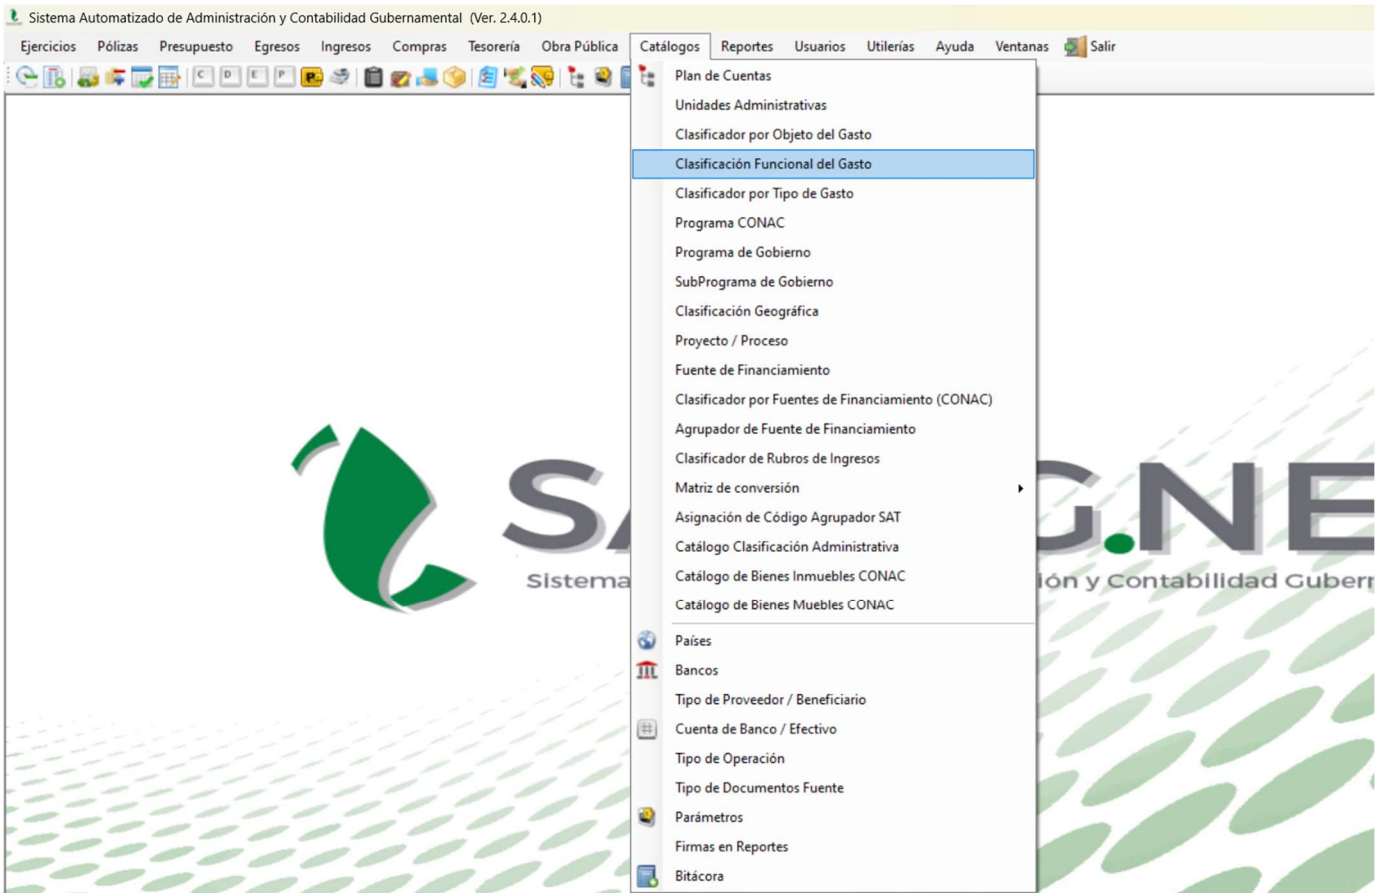 Sistema Automatizado de Administración y Contabilidad Gubernamental (Ver. 2.4.0.1)
Ejercicios Pólizas Presupuesto Egresos Ingresos Compras Tesorería Obra Pública Catálogos Reportes Usuarios Utilerías Ayuda Ventanas Salir
C D E P
Plan de Cuentas
Unidades Administrativas
Clasificador por Objeto del Gasto
Clasificación Funcional del Gasto
Clasificador por Tipo de Gasto
Programa CONAC
Programa de Gobierno
SubPrograma de Gobierno
Clasificación Geográfica
Proyecto / Proceso
Fuente de Financiamiento
Clasificador por Fuentes de Financiamiento (CONAC)
Agrupador de Fuente de Financiamiento
Clasificador de Rubros de Ingresos
Matriz de conversión
Asignación de Código Agrupador SAT
Catálogo Clasificación Administrativa
Catálogo de Bienes Inmuebles CONAC
Catálogo de Bienes Muebles CONAC
Países
Bancos
Tipo de Proveedor / Beneficiario
Cuenta de Banco / Efectivo
Tipo de Operación
Tipo de Documentos Fuente
Parámetros
Firmas en Reportes
Bitácora
S G.NE
Sistema ión y Contabilidad Gubern